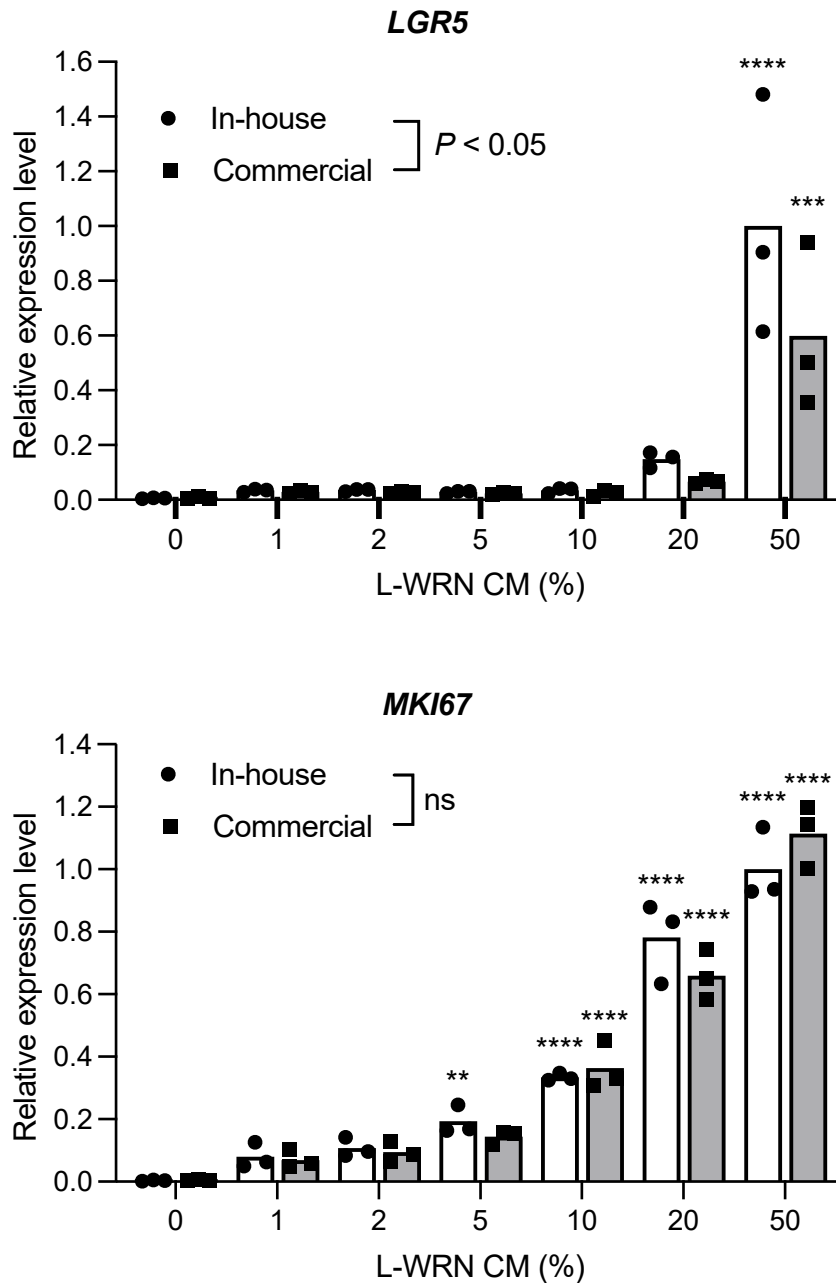 LGR5
Relative expression level
1.6
1.4
1.2
1.0
0.8
0.6
0.4
0.2
0.0
In-house
Commercial
P < 0.05
****
***
0 1 2 5 10 20 50
L-WRN CM (%)
MKI67
Relative expression level
1.4
1.2
1.0
0.8
0.6
0.4
0.2
0.0
In-house
Commercial
ns
**
****
****
****
****
****
****
0 1 2 5 10 20 50
L-WRN CM (%)